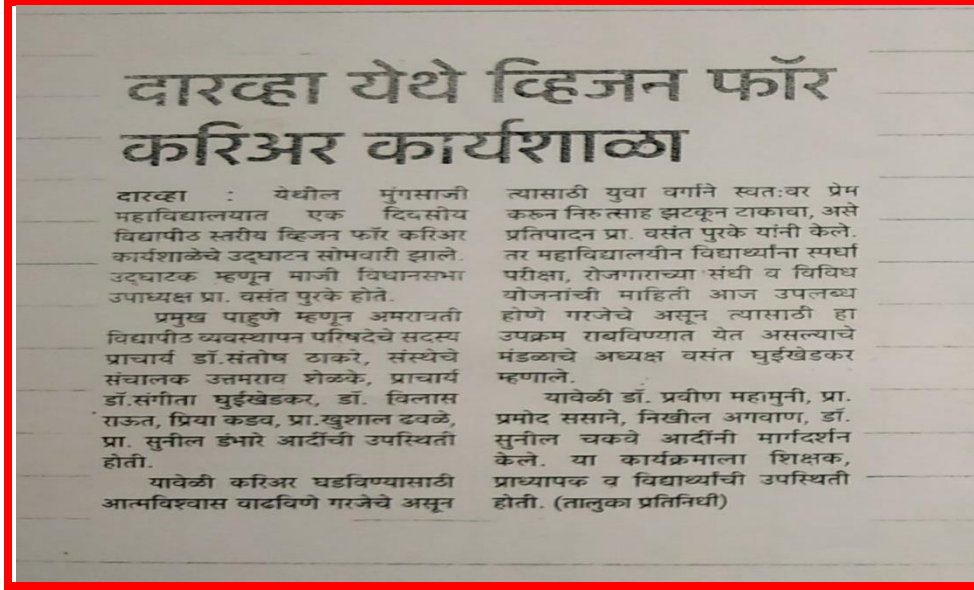 दारव्हा येथे व्हिजन फॉर
करिअर कार्यशाळा
दारव्हा : येथील मुंगसाजी
महाविद्यालयात एक दिवसीय
विद्यापीठ स्तरीय व्हिजन फॉर करिअर
कार्यशाळेचे उद्घाटन सोमवारी झाले.
उद्घाटक म्हणून माजी विधानसभा
उपाध्यक्ष प्रा. वसंत पुरके होते.
प्रमुख पाहुणे म्हणून अमरावती
विद्यापीठ व्यवस्थापन परिषदेचे सदस्य
प्राचार्य डॉ.संतोष ठाकरे, संस्थेचे
संचालक उत्तमराव शेळके, प्राचार्य
डॉ.संगीता घुईखेडकर, डॉ. विलास
राऊत, प्रिया कडव, प्रा.खुशाल ढवळे,
प्रा. सुनील डंभारे आदींची उपस्थिती
होती.
यावेळी करिअर घडविण्यासाठी
आत्मविश्वास वाढविणे गरजेचे असून
त्यासाठी युवा वर्गाने स्वतःवर प्रेम
करून निरुत्साह झटकून टाकावा, असे
प्रतिपादन प्रा. वसंत पुरके यांनी केले.
तर महाविद्यालयीन विद्यार्थ्यांना स्पर्धा
परीक्षा, रोजगाराच्या संधी व विविध
योजनांची माहिती आज उपलब्ध
होणे गरजेचे असून त्यासाठी हा
उपक्रम राबविण्यात येत असल्याचे
मंडळाचे अध्यक्ष वसंत घुईखेडकर
म्हणाले.
यावेळी डॉ. प्रवीण महामुनी, प्रा.
प्रमोद ससाने, निखील अगवाण, डॉ.
सुनील चकवे आदींनी मार्गदर्शन
केले. या कार्यक्रमाला शिक्षक,
प्राध्यापक व विद्यार्थ्यांची उपस्थिती
होती. (तालुका प्रतिनिधी)